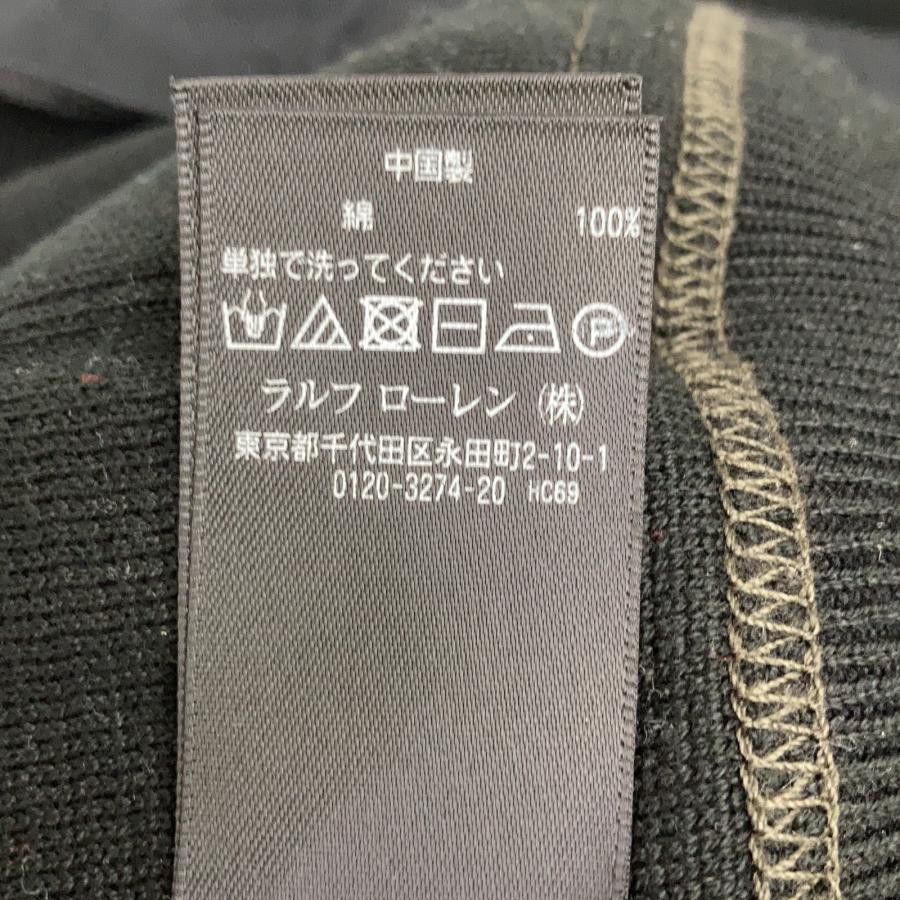 中国製
綿 100%
単独で洗ってください
P
ラルフ ローレン (株)
東京都千代田区永田町2-10-1
0120-3274-20 HC69